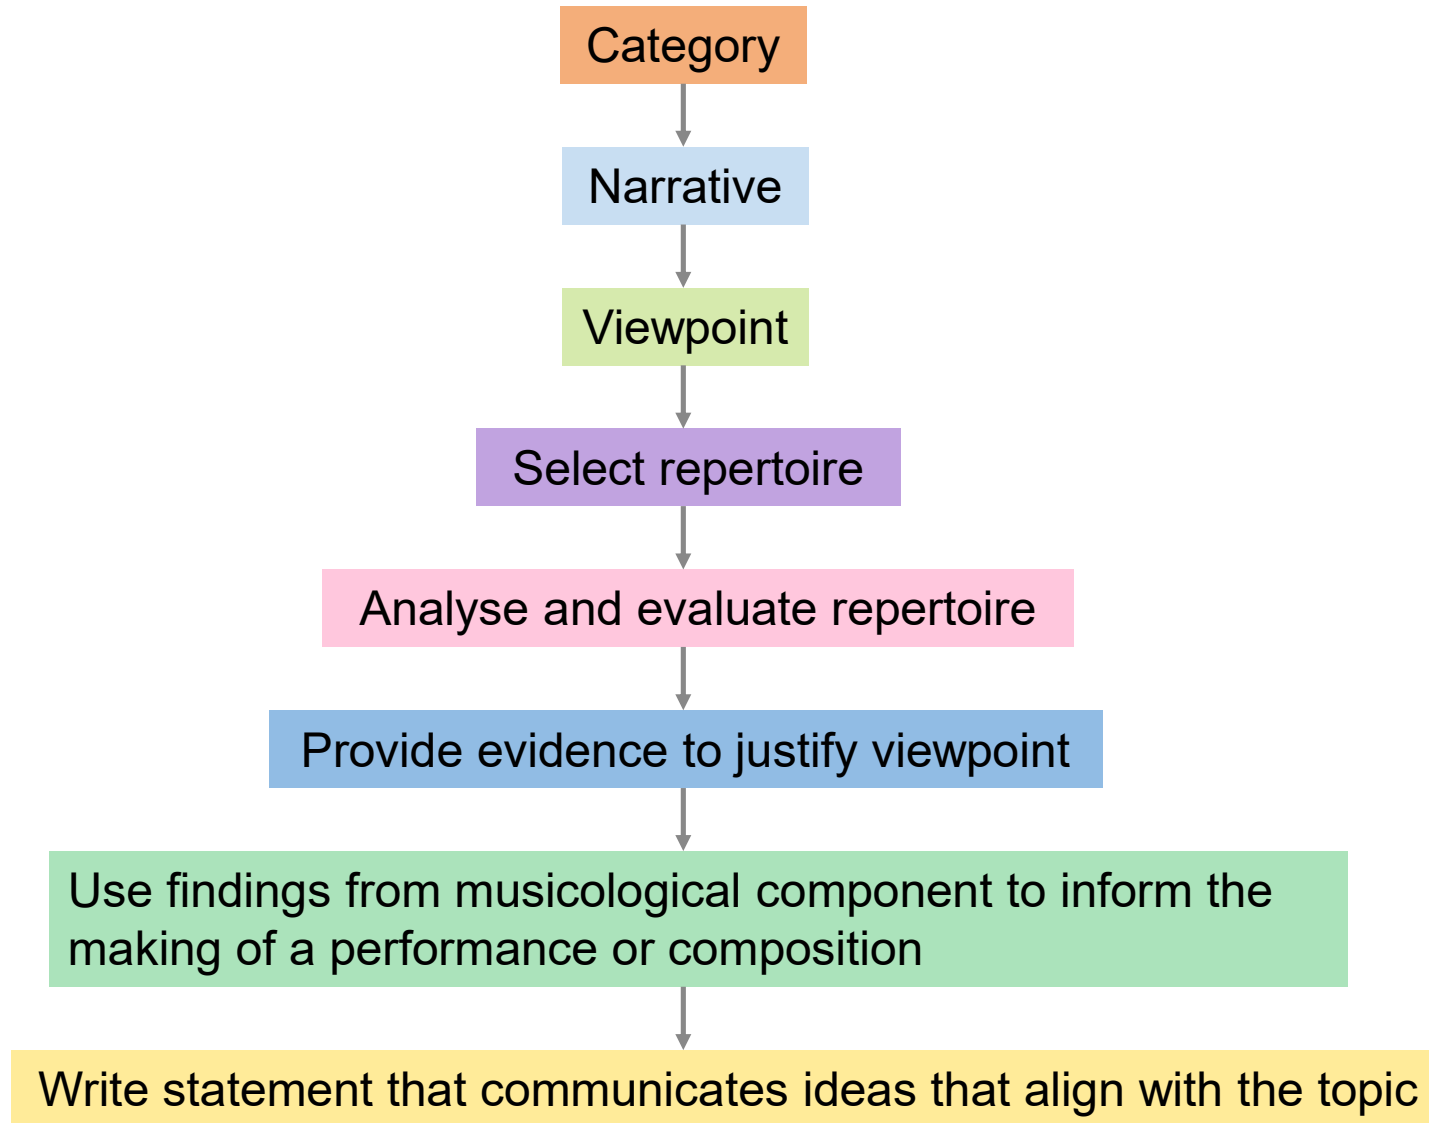 Category
Narrative
Viewpoint
Select repertoire
Analyse and evaluate repertoire
Provide evidence to justify viewpoint
Use findings from musicological component to inform the
making of a performance or composition
Write statement that communicates ideas that align with the topic